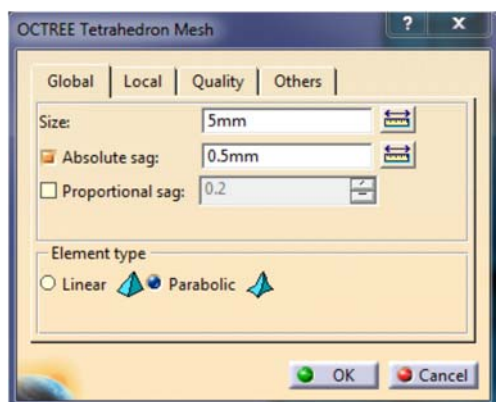 OCTREE Tetrahedron Mesh ? x
Global Local Quality Others
Size: 5mm
Absolute sag: 0.5mm
Proportional sag: 0.2
Element type
Linear Parabolic
OK Cancel